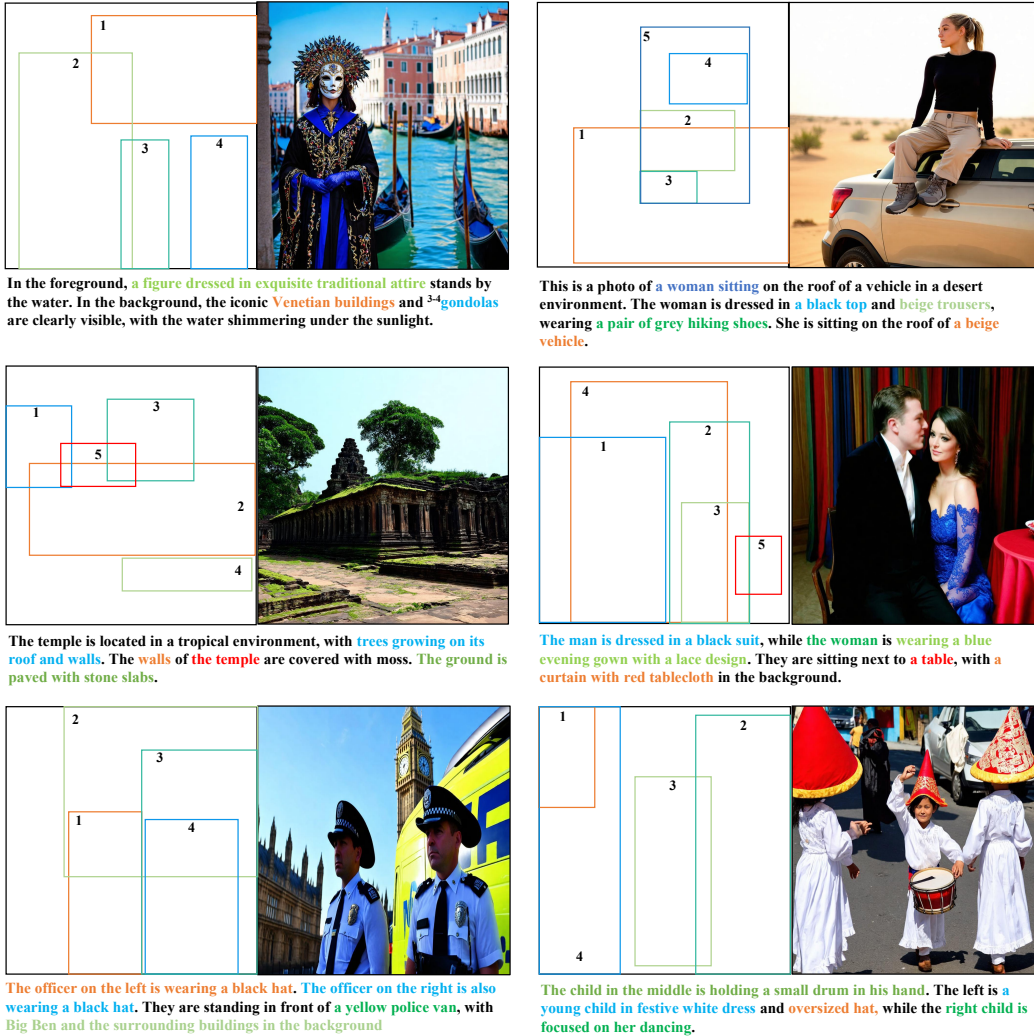 1
2
3
4
In the foreground, a figure dressed in exquisite traditional attire stands by
the water. In the background, the iconic Venetian buildings and 3-4gondolas
are clearly visible, with the water shimmering under the sunlight.
5
4
2
1
3
This is a photo of a woman sitting on the roof of a vehicle in a desert
environment. The woman is dressed in a black top and beige trousers,
wearing a pair of grey hiking shoes. She is sitting on the roof of a beige
vehicle.
1
3
5
2
4
The temple is located in a tropical environment, with trees growing on its
roof and walls. The walls of the temple are covered with moss. The ground is
paved with stone slabs.
4
1
2
3
5
The man is dressed in a black suit, while the woman is wearing a blue
evening gown with a lace design. They are sitting next to a table, with a
curtain with red tablecloth in the background.
2
3
1
4
The officer on the left is wearing a black hat. The officer on the right is also
wearing a black hat. They are standing in front of a yellow police van, with
Big Ben and the surrounding buildings in the background
1
2
3
4
The child in the middle is holding a small drum in his hand. The left is a
young child in festive white dress and oversized hat, while the right child is
focused on her dancing.